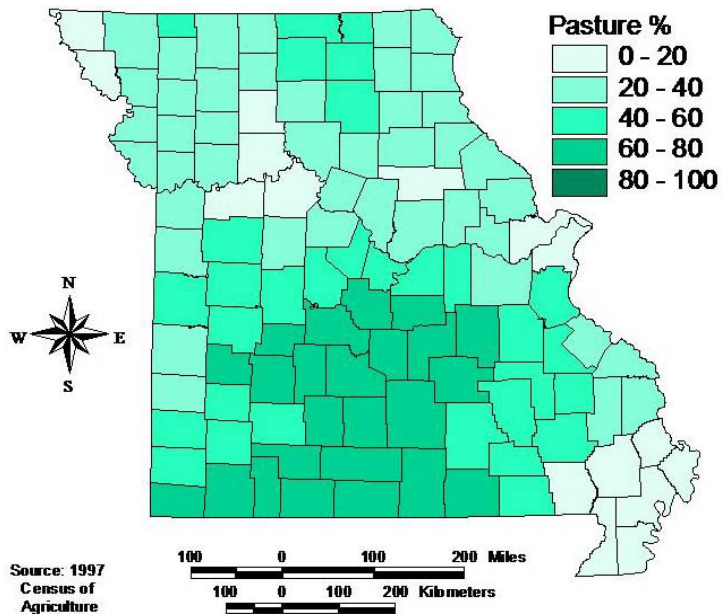 Pasture %
0 - 20
20 - 40
40 - 60
60 - 80
80 - 100
N
W E
S
Source: 1997
Census of
Agriculture
100 0 100 200 Miles
100 0 100 200 Kilometers